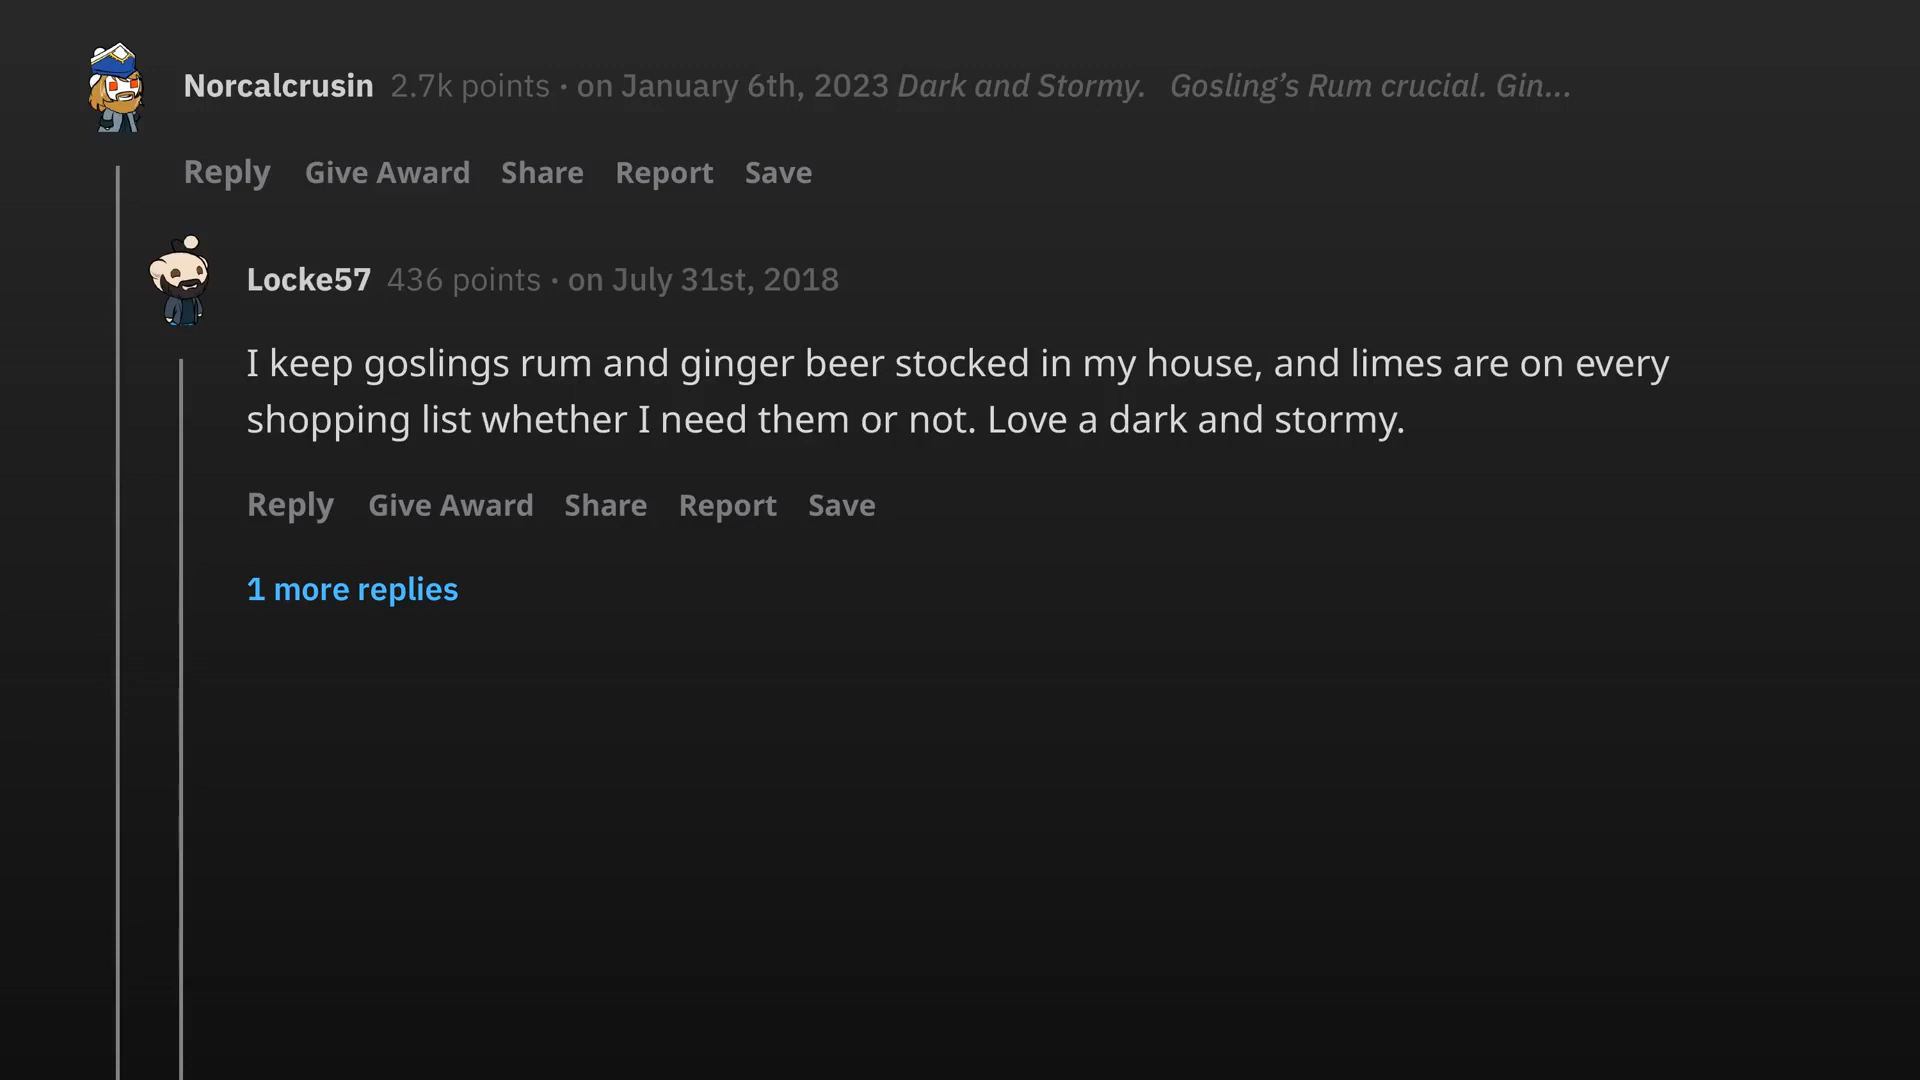 Norcalcrusin 2.7k points · on January 6th, 2023 Dark and Stormy. Gosling’s Rum crucial. Gin...
Reply Give Award Share Report Save
Locke57 436 points · on July 31st, 2018
I keep goslings rum and ginger beer stocked in my house, and limes are on every
shopping list whether I need them or not. Love a dark and stormy.
Reply Give Award Share Report Save
1 more replies